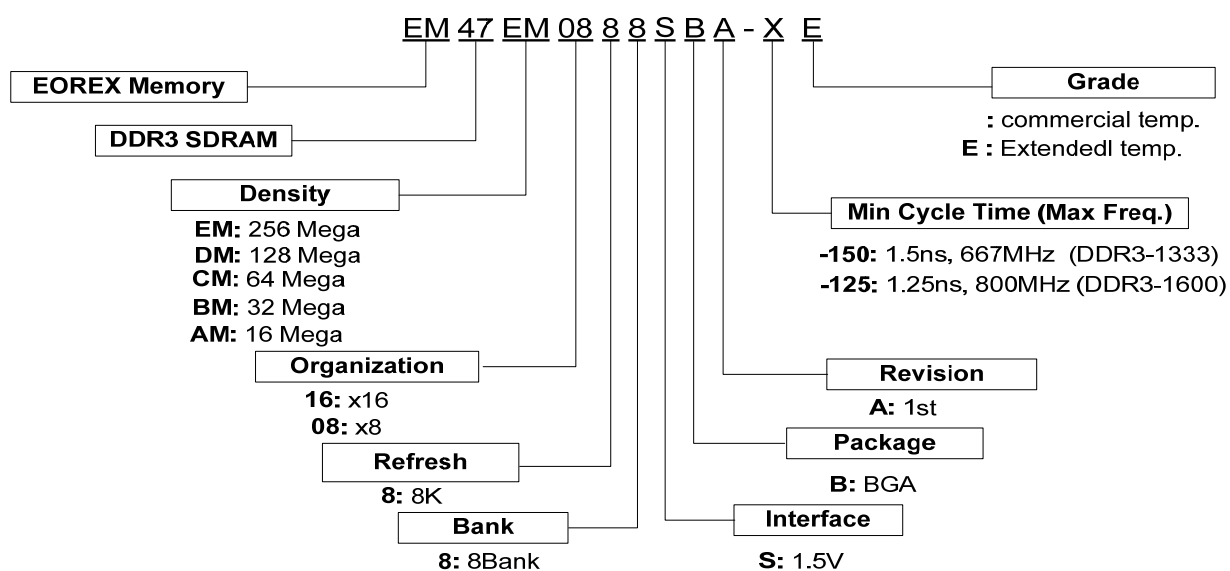 EM 47 EM 08 8 8 S B A - X E
EOREX Memory
DDR3 SDRAM
Density
EM: 256 Mega
DM: 128 Mega
CM: 64 Mega
BM: 32 Mega
AM: 16 Mega
Organization
16: x16
08: x8
Refresh
8: 8K
Bank
8: 8Bank
Grade
: commercial temp.
E : Extendedl temp.
Min Cycle Time (Max Freq.)
-150: 1.5ns, 667MHz (DDR3-1333)
-125: 1.25ns, 800MHz (DDR3-1600)
Revision
A: 1st
Package
B: BGA
Interface
S: 1.5V